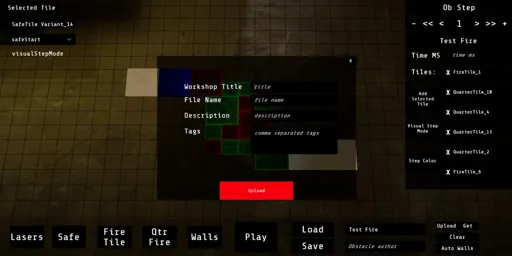 Selected Tile
SafeTile Variant_14
safeStart
visualStepMode
x
Workshop Title
title
File Name
file name
Description
description
Tags
comma separated tags
Upload
Ob Step
- << < 1 > >> +
Test Fire
Time MS
time ms
Tiles:
X FireTile_1
Add Selected Tile
X QuarterTile_10
X QuarterTile_4
Visual Step Mode
X QuarterTile_13
X QuarterTile_2
Step Color
X FireTile_6
Lasers
Safe
Fire Tile
Qtr Fire
Walls
Play
Load
Save
Test Fire
Obstacle author
Upload Get
Clear
Auto Walls